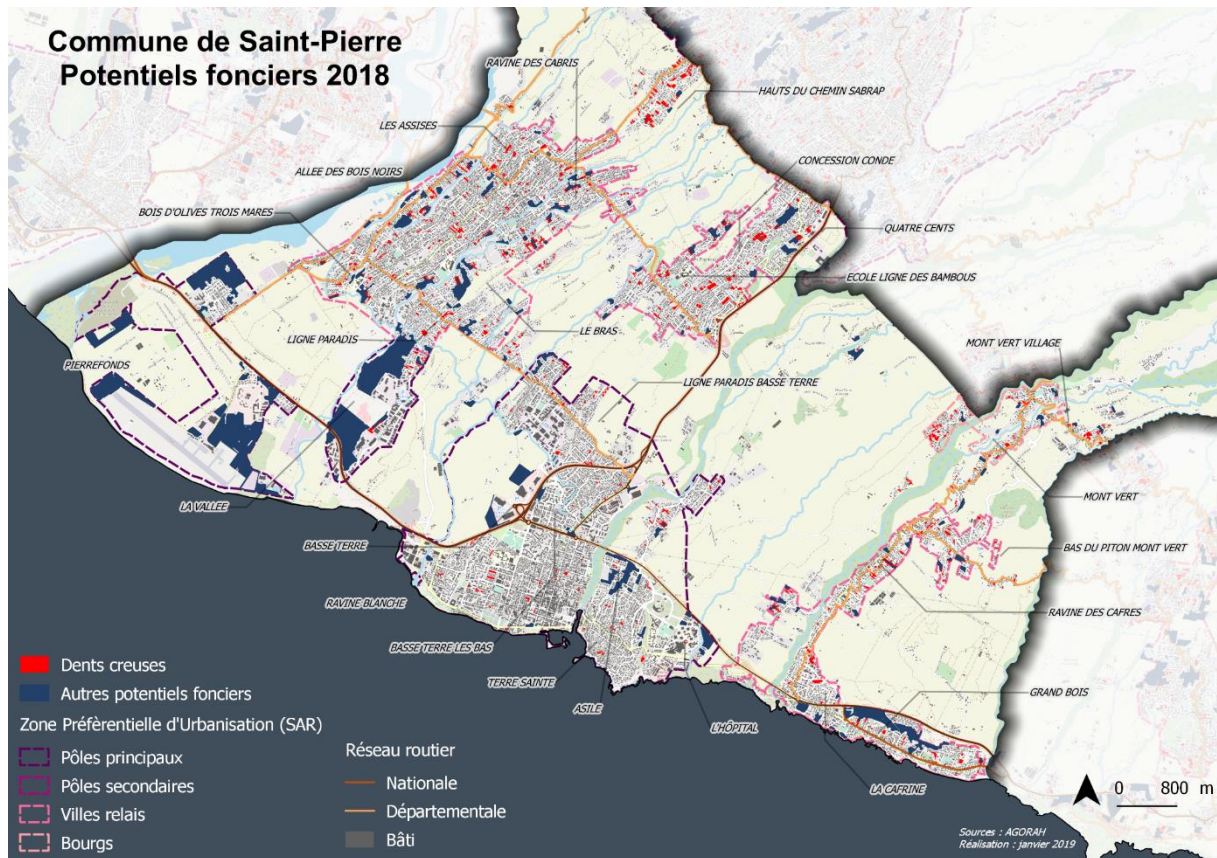 Commune de Saint-Pierre
Potentiels fonciers 2018
RAVINE DES CABRIS
HAUTS DU CHEMIN SABRAP
LES ASSISES
CONCESSION CONDE
ALLEE DES BOIS NOIRS
BOIS D'OLIVES TROIS MARES
QUATRE CENTS
ECOLE LIGNE DES BAMBOUS
LE BRAS
LIGNE PARADIS
MONT VERT VILLAGE
PIERREFONDS
LIGNE PARADIS BASSE TERRE
LA VALLEE
MONT VERT
BASSE TERRE
BAS DU PITON MONT VERT
RAVINE BLANCHE
RAVINE DES CAFRES
BASSE TERRE LES BAS
TERRE SAINTE
ASILE
L'HÔPITAL
GRAND BOIS
LA CAFRINE
Dents creuses
Autres potentiels fonciers
Zone Préfèrentielle d'Urbanisation (SAR)
Pôles principaux
Pôles secondaires
Villes relais
Bourgs
Réseau routier
Nationale
Départementale
Bâti
0 800 m
Sources : AGORAH
Réalisation : janvier 2019